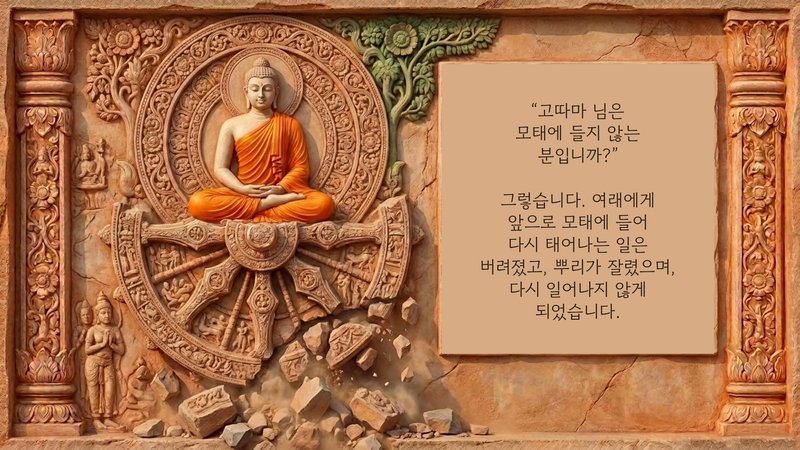 “고따마 님은
모태에 들지 않는
분입니까?”
그렇습니다. 여래에게
앞으로 모태에 들어
다시 태어나는 일은
버려졌고, 뿌리가 잘렸으며,
다시 일어나지 않게
되었습니다.